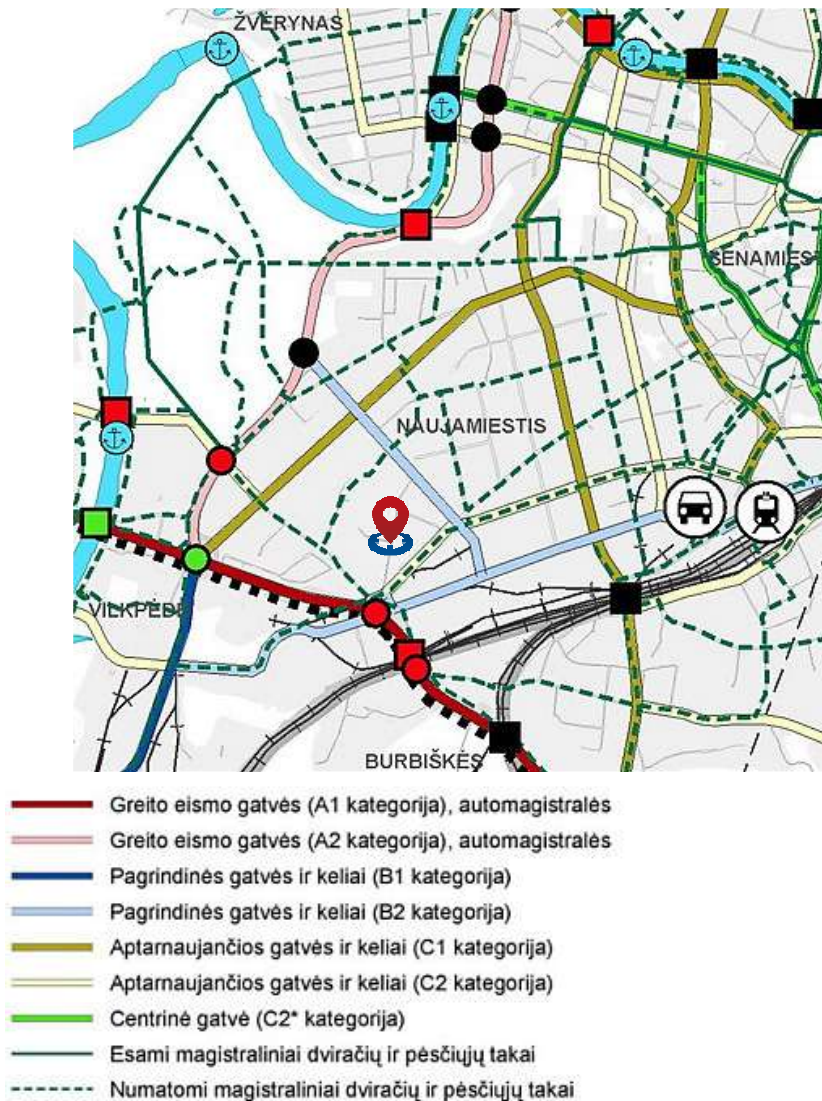 ŽVĖRYNAS
SENAMIEST
NAUJAMIESTIS
VILKPĖDĖ
BURBIŠKĖS
Greito eismo gatvės (A1 kategorija), automagistralės
Greito eismo gatvės (A2 kategorija), automagistralės
Pagrindinės gatvės ir keliai (B1 kategorija)
Pagrindinės gatvės ir keliai (B2 kategorija)
Aptarnaujančios gatvės ir keliai (C1 kategorija)
Aptarnaujančios gatvės ir keliai (C2 kategorija)
Centrinė gatvė (C2* kategorija)
Esami magistraliniai dviračių ir pėsčiųjų takai
Numatomi magistraliniai dviračių ir pėsčiųjų takai